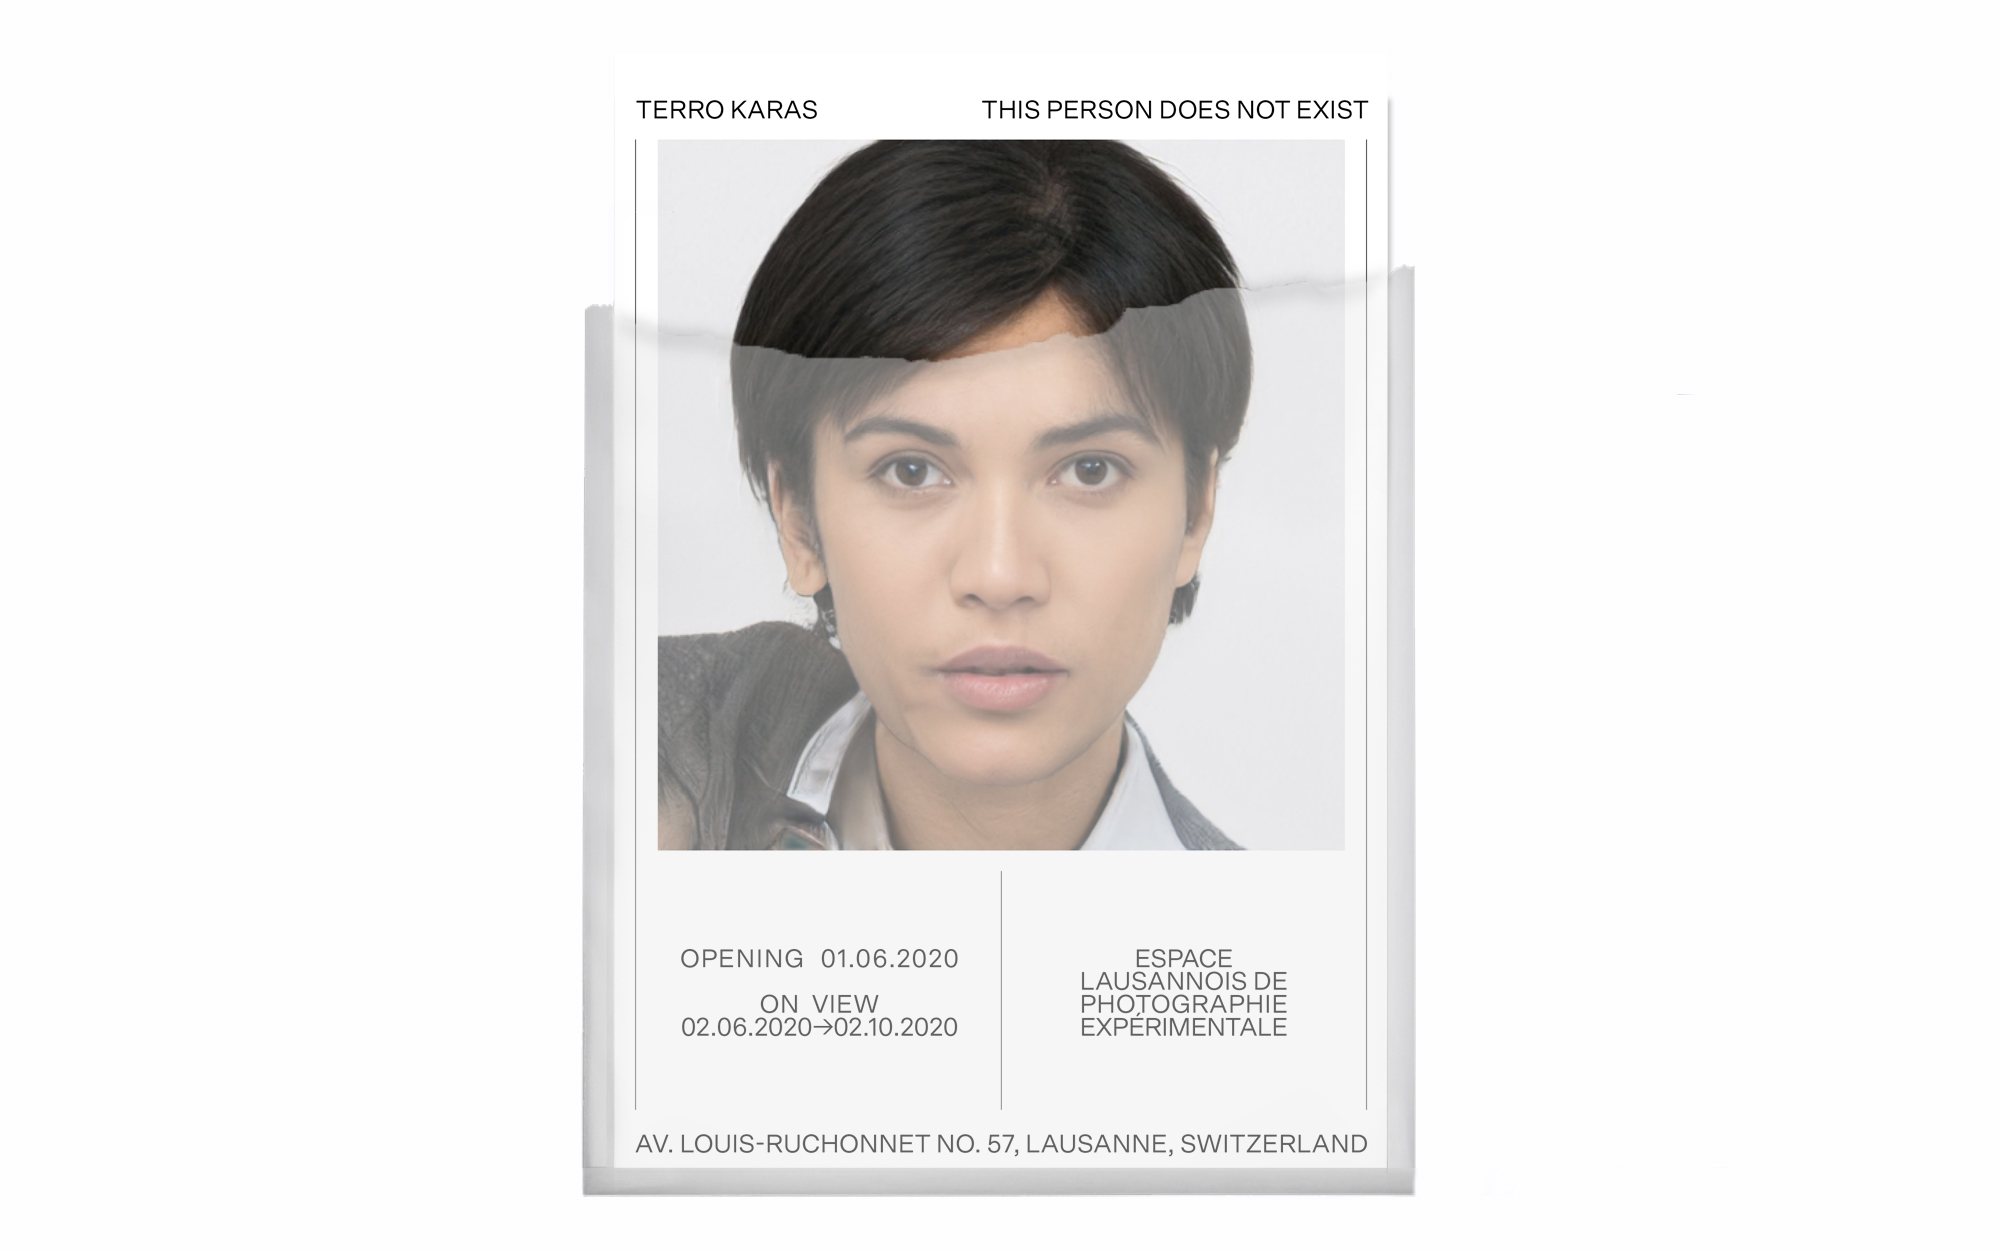 TERRO KARAS
THIS PERSON DOES NOT EXIST
OPENING 01.06.2020
ON VIEW
02.06.2020→02.10.2020
ESPACE
LAUSANNOIS DE
PHOTOGRAPHIE
EXPÉRIMENTALE
AV. LOUIS-RUCHONNET NO. 57, LAUSANNE, SWITZERLAND